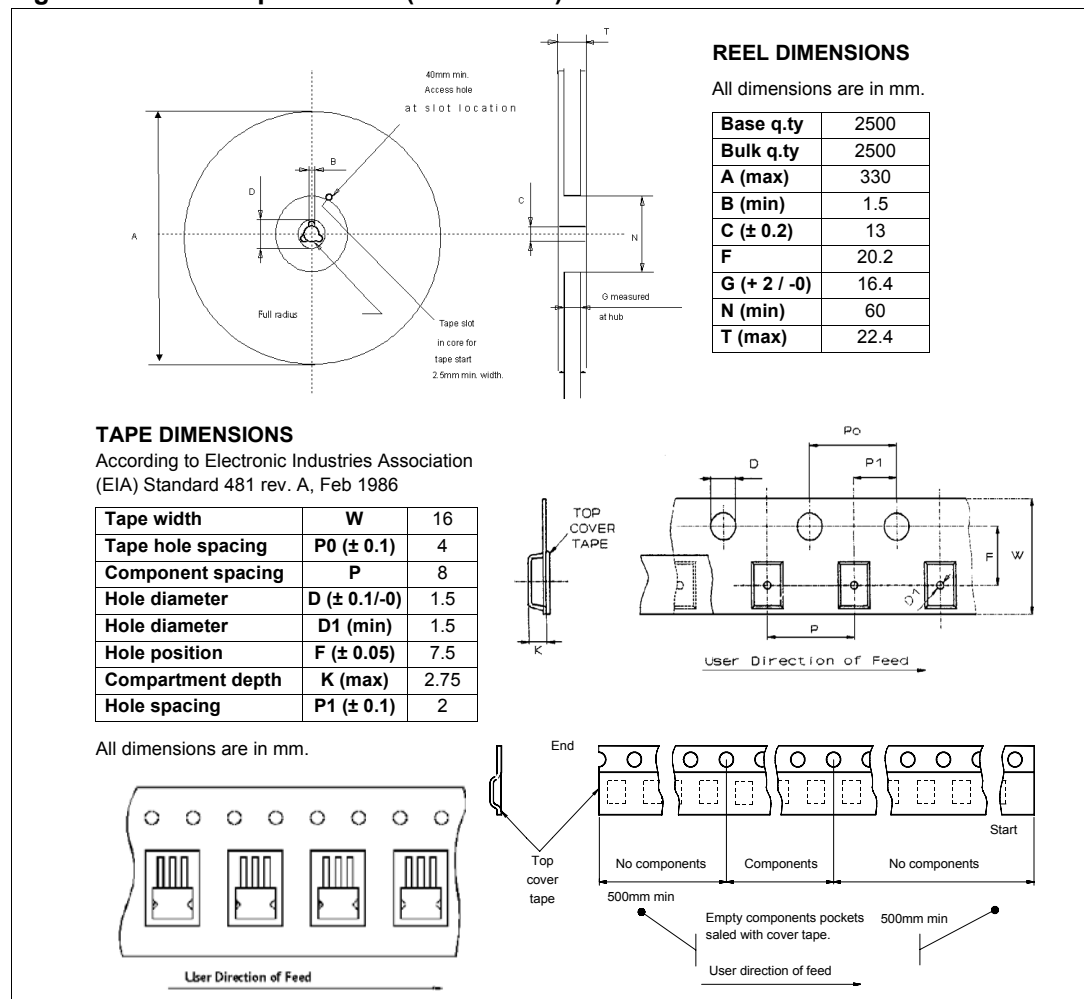 40mm min.
Access hole
at slot location
T
B
D
C
A
N
Full radius
Tape slot
in core for
tape start
2.5mm min. width.
G measured
at hub
REEL DIMENSIONS
All dimensions are in mm.
Base q.ty 2500
Bulk q.ty 2500
A (max) 330
B (min) 1.5
C (± 0.2) 13
F 20.2
G (+ 2 / -0) 16.4
N (min) 60
T (max) 22.4
TAPE DIMENSIONS
According to Electronic Industries Association
(EIA) Standard 481 rev. A, Feb 1986
Tape width W 16
Tape hole spacing P0 (± 0.1) 4
Component spacing P 8
Hole diameter D (± 0.1/-0) 1.5
Hole diameter D1 (min) 1.5
Hole position F (± 0.05) 7.5
Compartment depth K (max) 2.75
Hole spacing P1 (± 0.1) 2
All dimensions are in mm.
TOP
COVER
TAPE
K
P0
D
P1
F
W
D1
P
User Direction of Feed
User Direction of Feed
End
Start
Top
cover
tape
No components
Components
No components
500mm min
Empty components pockets
saled with cover tape.
500mm min
User direction of feed